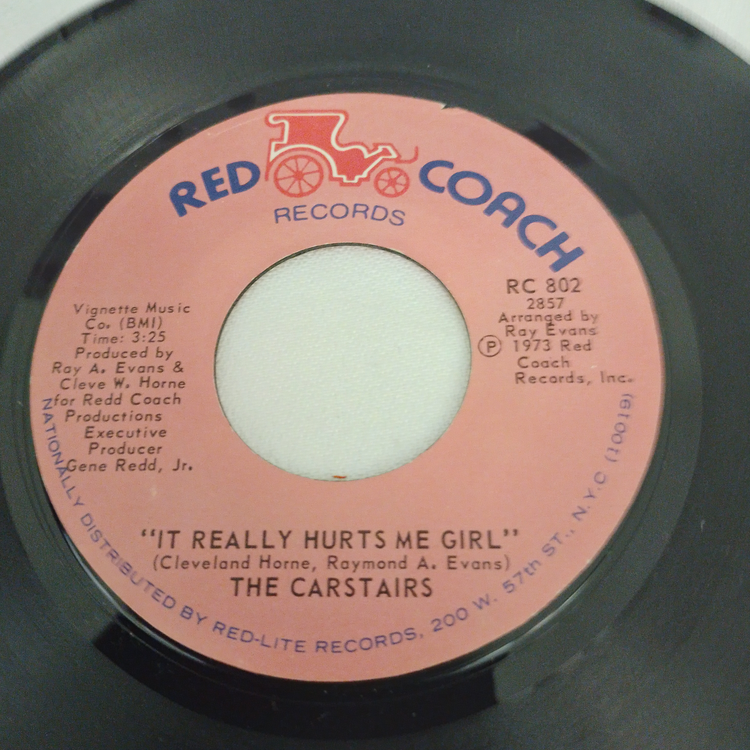 RED COACH
RECORDS
Vignette Music
Co. (BMI)
Time: 3:25
Produced by
Ray A. Evans &
Cleve W. Horne
for Redd Coach
Productions
Executive
Producer
Gene Redd, Jr.
RC 802
2857
Arranged by
Ray Evans
℗ 1973 Red
Coach
Records, Inc.
"IT REALLY HURTS ME GIRL"
(Cleveland Horne, Raymond A. Evans)
THE CARSTAIRS
NATIONALLY DISTRIBUTED BY RED-LITE RECORDS, 200 W. 57th ST., N.Y.C (10019)